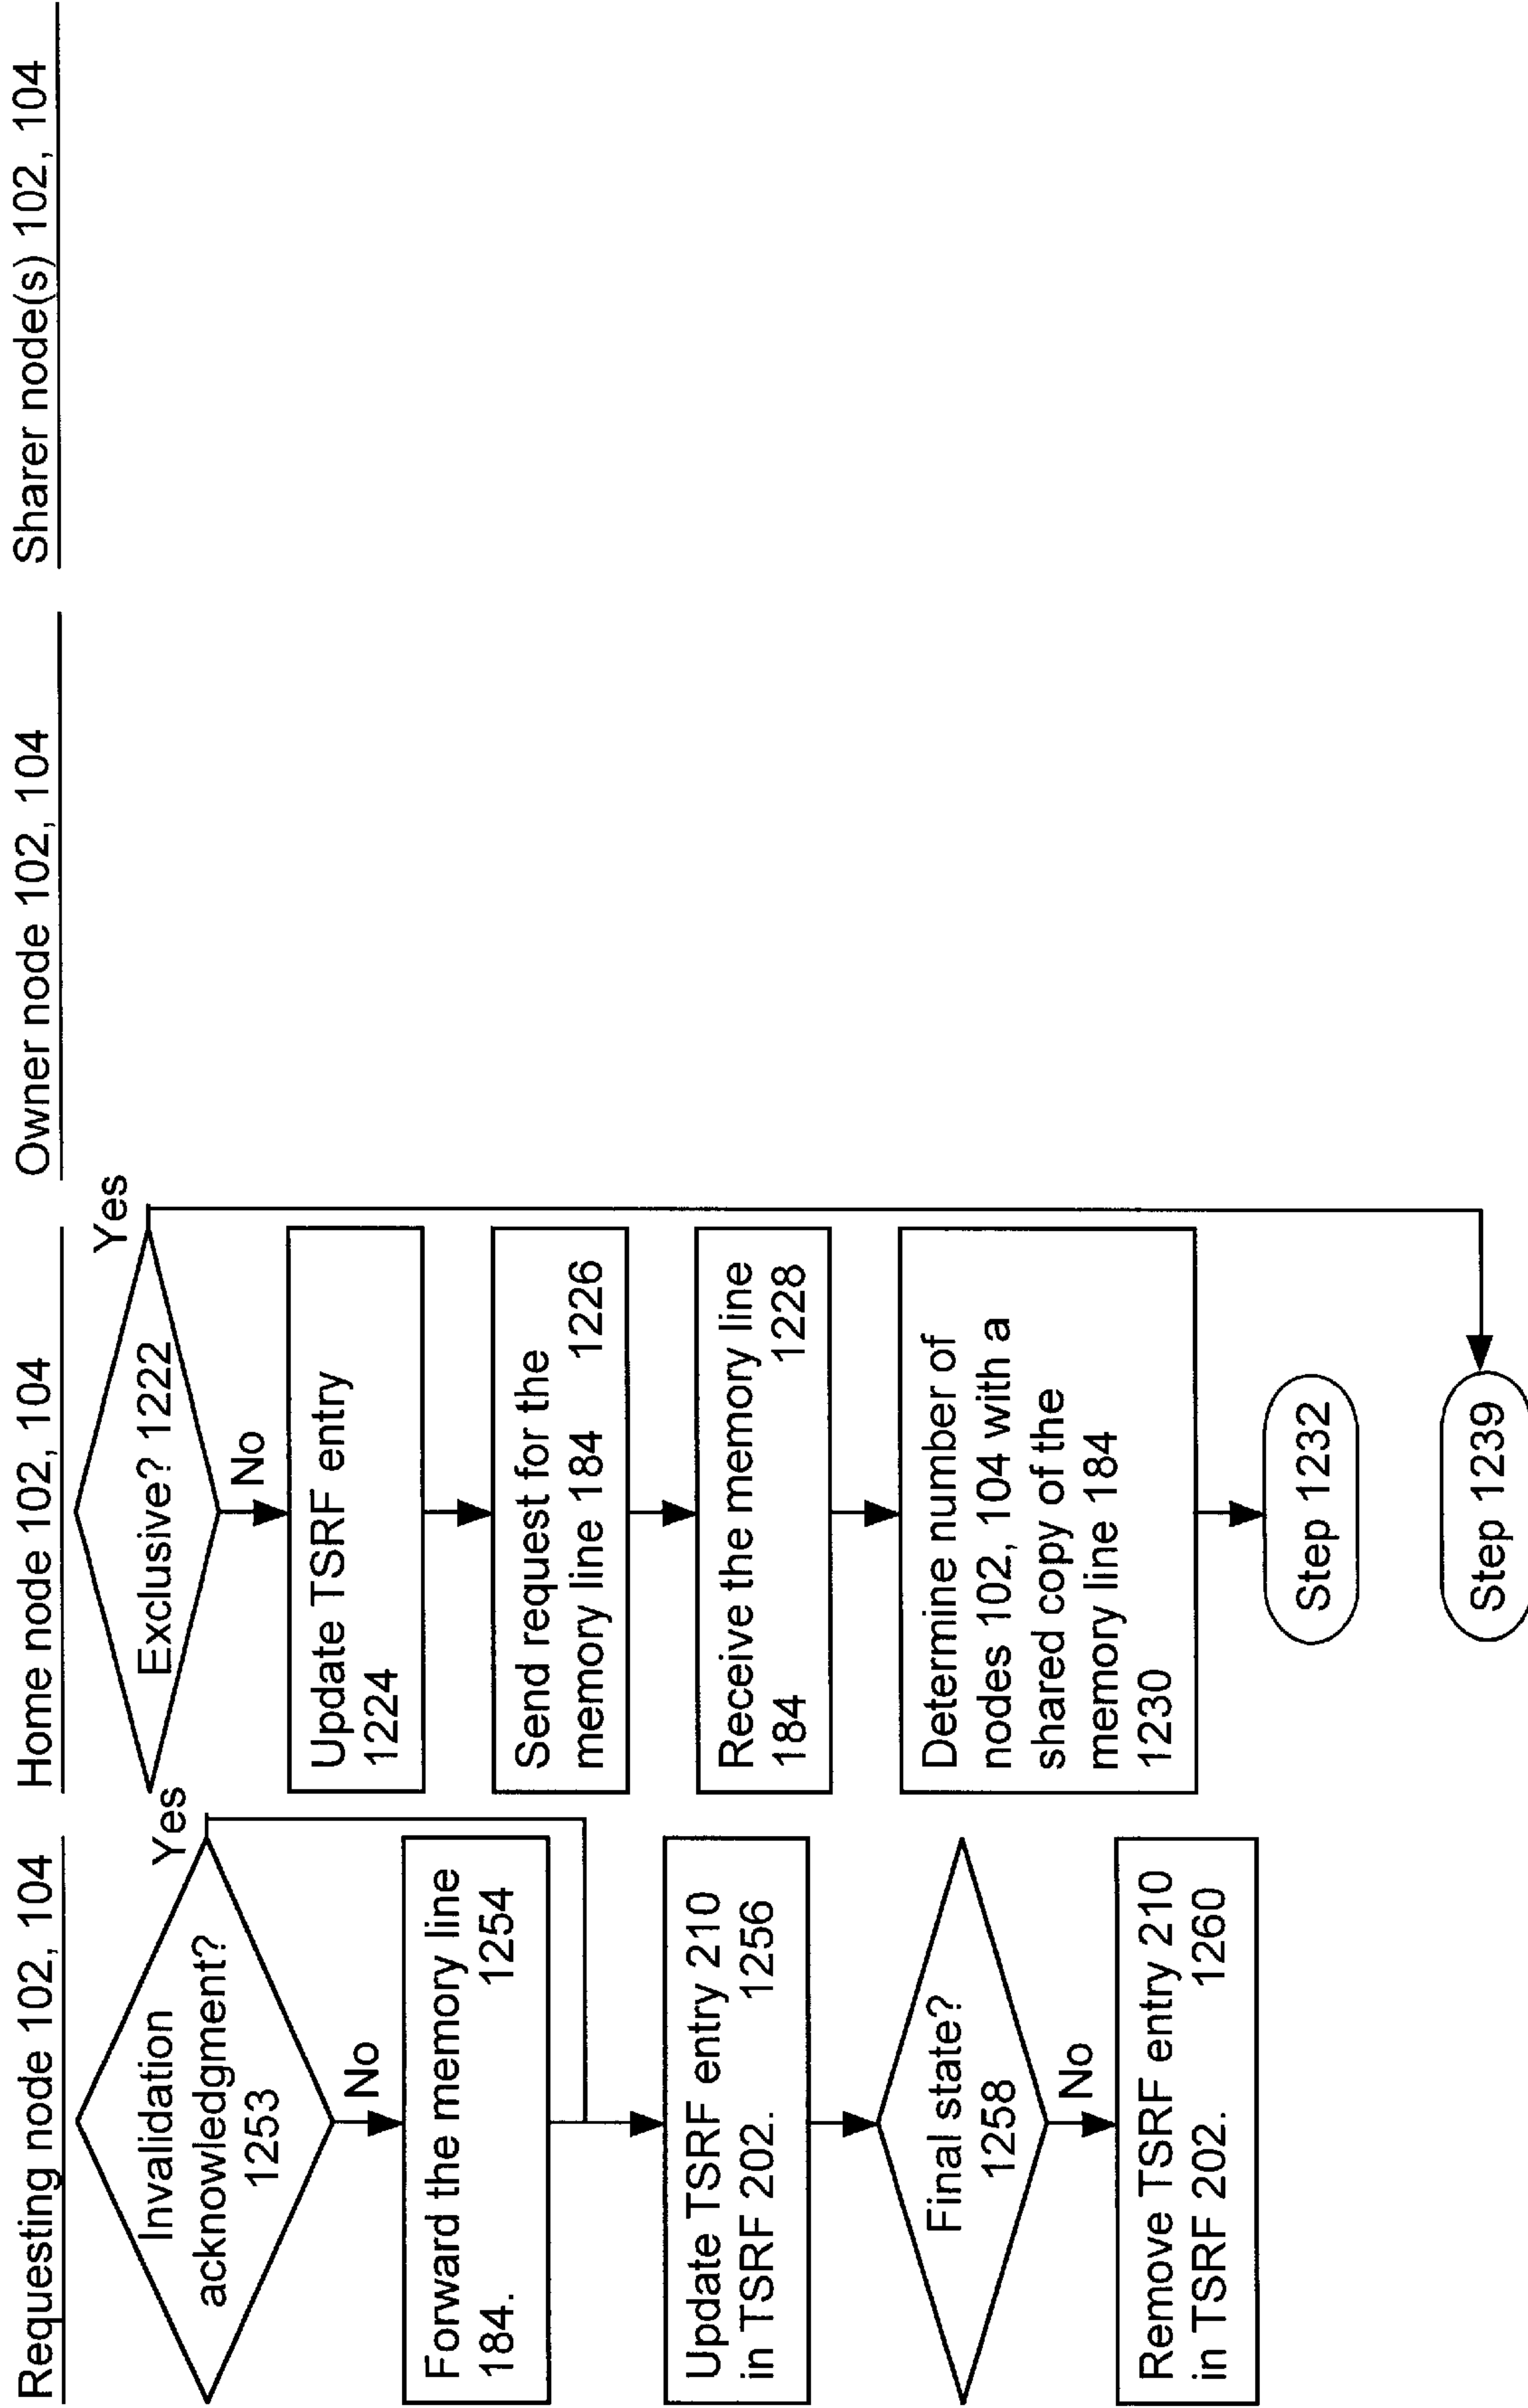 Requesting node 102, 104
Home node 102, 104
Owner node 102, 104
Sharer node(s) 102, 104
Invalidation
acknowledgment?
1253
Yes
No
Forward the memory line
184. 1254
Update TSRF entry 210
in TSRF 202. 1256
Final state?
1258
No
Remove TSRF entry 210
in TSRF 202. 1260
Exclusive? 1222
Yes
No
Update TSRF entry
1224
Send request for the
memory line 184 1226
Receive the memory line
184 1228
Determine number of
nodes 102, 104 with a
shared copy of the
memory line 184
1230
Step 1232
Step 1239